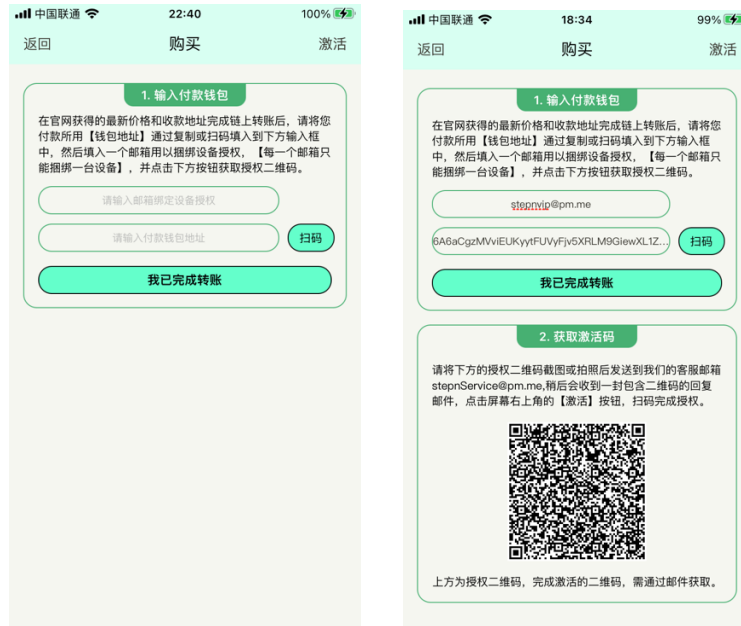 中国联通
22:40
100%
返回
购买
激活
1. 输入付款钱包
在官网获得的最新价格和收款地址完成链上转账后，请将您
付款所用【钱包地址】通过复制或扫码填入到下方输入框
中，然后填入一个邮箱用以捆绑设备授权，【每一个邮箱只
能捆绑一台设备】，并点击下方按钮获取授权二维码。
请输入邮箱绑定设备授权
请输入付款钱包地址
扫码
我已完成转账
中国联通
18:34
99%
返回
购买
激活
1. 输入付款钱包
在官网获得的最新价格和收款地址完成链上转账后，请将您
付款所用【钱包地址】通过复制或扫码填入到下方输入框
中，然后填入一个邮箱用以捆绑设备授权，【每一个邮箱只
能捆绑一台设备】，并点击下方按钮获取授权二维码。
stepnvip@pm.me
6A6aCgzMVviEUKyytFUVyFjv5XRLM9GiewXL1Z...
扫码
我已完成转账
2. 获取激活码
请将下方的授权二维码截图或拍照后发送到我们的客服邮箱
stepnService@pm.me,稍后会收到一封包含二维码的回复
邮件，点击屏幕右上角的【激活】按钮，扫码完成授权。
上方为授权二维码，完成激活的二维码，需通过邮件获取。